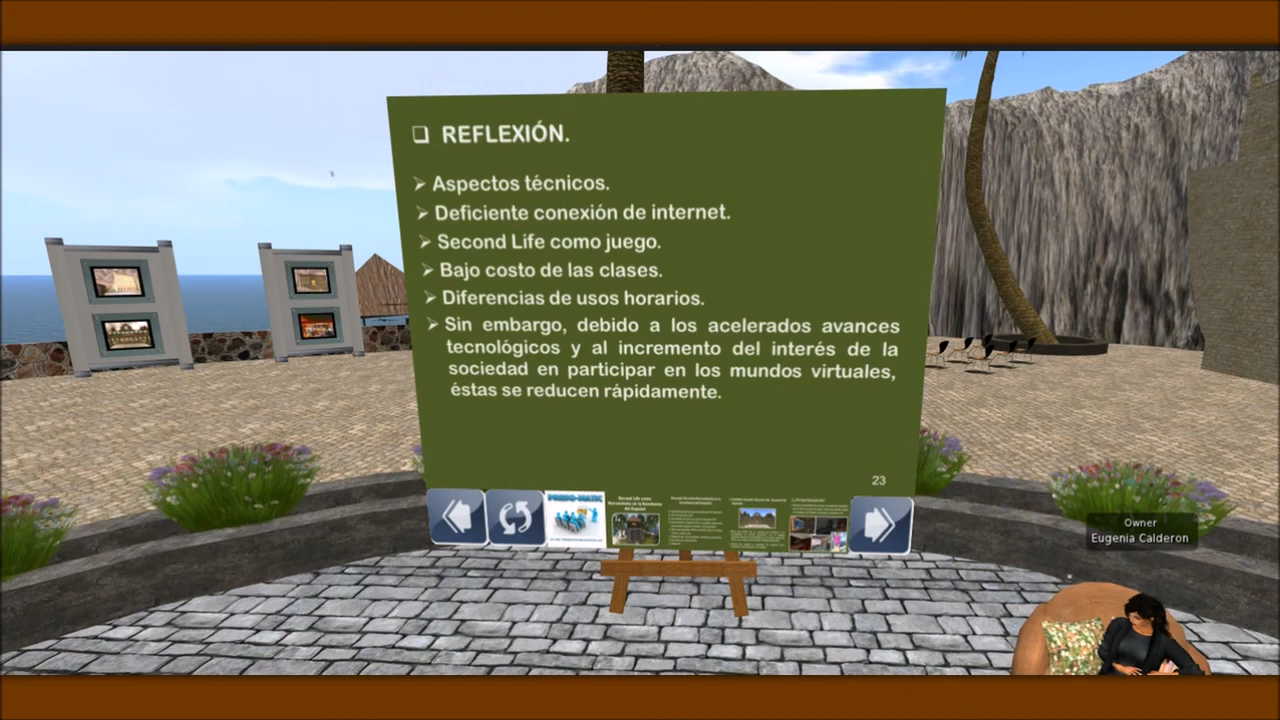 REFLEXIÓN.
Aspectos técnicos.
Deficiente conexión de internet.
Second Life como juego.
Bajo costo de las clases.
Diferencias de usos horarios.
Sin embargo, debido a los acelerados avances
tecnológicos y al incremento del interés de la
sociedad en participar en los mundos virtuales,
éstas se reducen rápidamente.
23
PREFO-MATIC
Owner
Eugenia Calderon